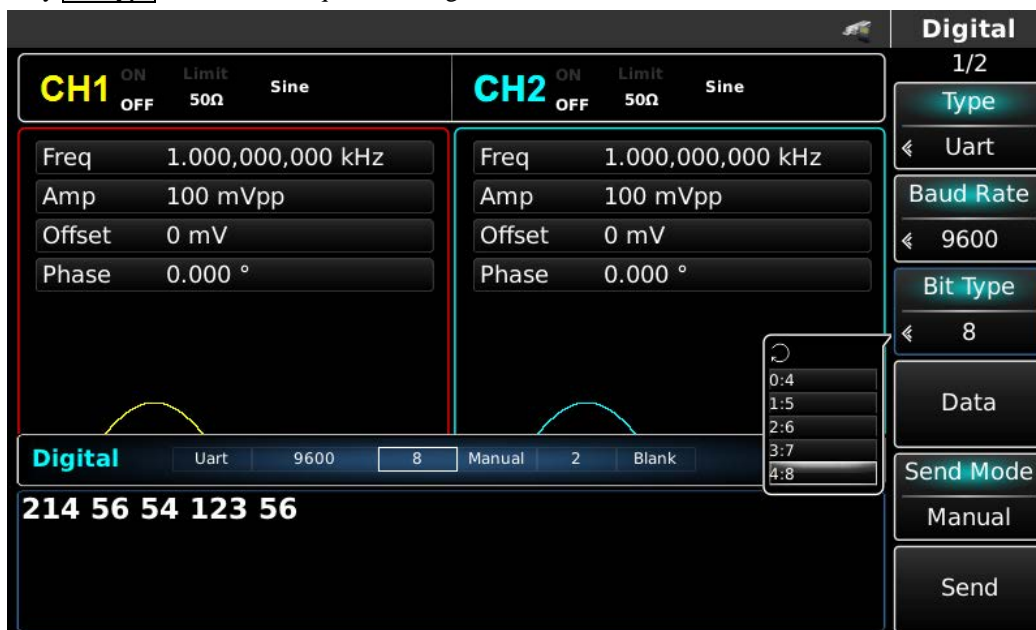 Digital
1/2
CH1 ON OFF Limit 50Ω Sine
CH2 ON OFF Limit 50Ω Sine
Type
Uart
Freq 1.000,000,000 kHz
Amp 100 mVpp
Offset 0 mV
Phase 0.000 °
Freq 1.000,000,000 kHz
Amp 100 mVpp
Offset 0 mV
Phase 0.000 °
Baud Rate
9600
Bit Type
8
0:4
1:5
2:6
3:7
4:8
Data
Send Mode
Manual
Send
Digital Uart 9600 8 Manual 2 Blank
214 56 54 123 56